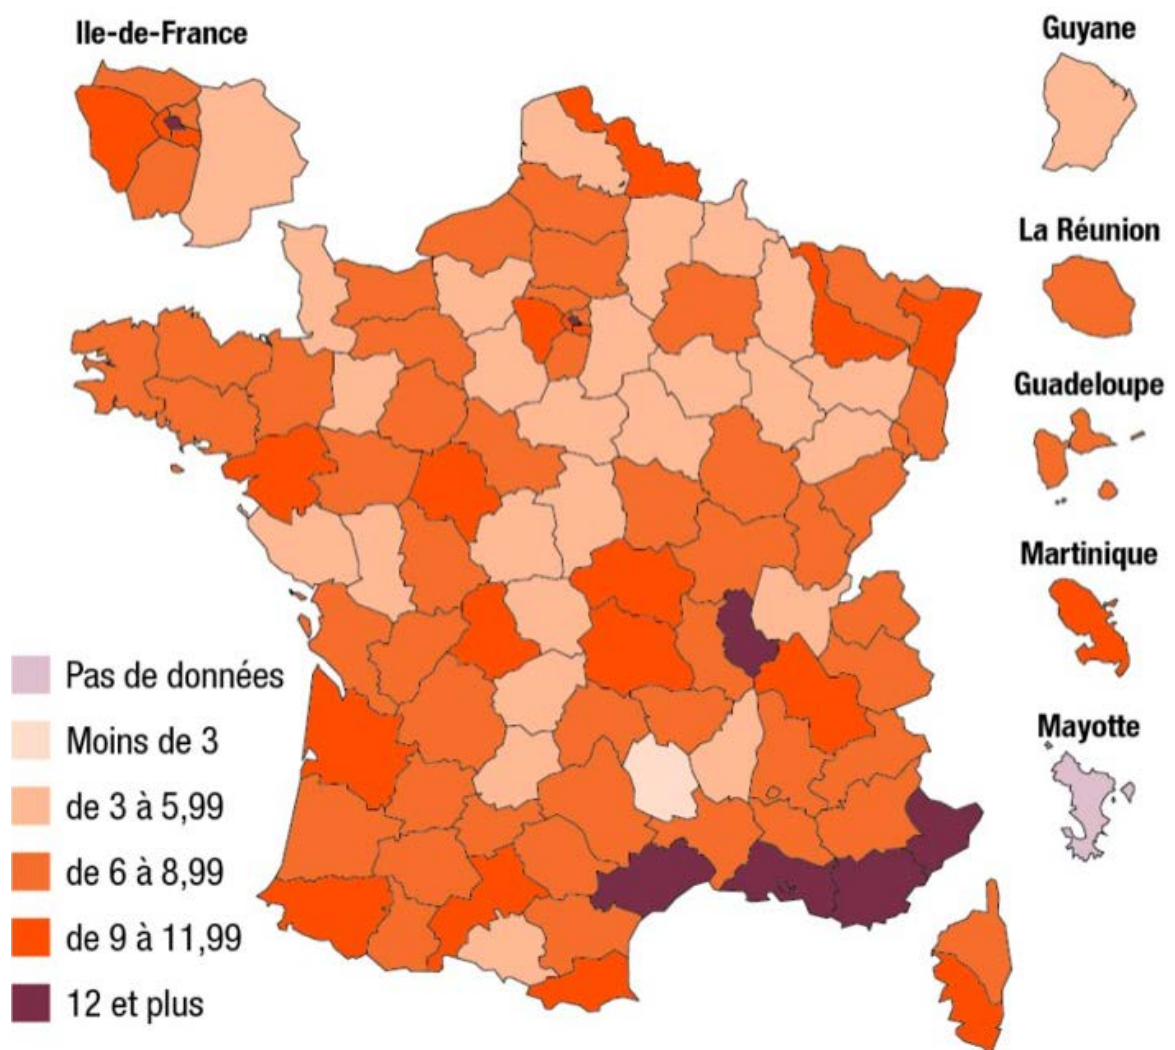 Ile-de-France
Guyane
La Réunion
Guadeloupe
Martinique
Mayotte
Pas de données
Moins de 3
de 3 à 5,99
de 6 à 8,99
de 9 à 11,99
12 et plus